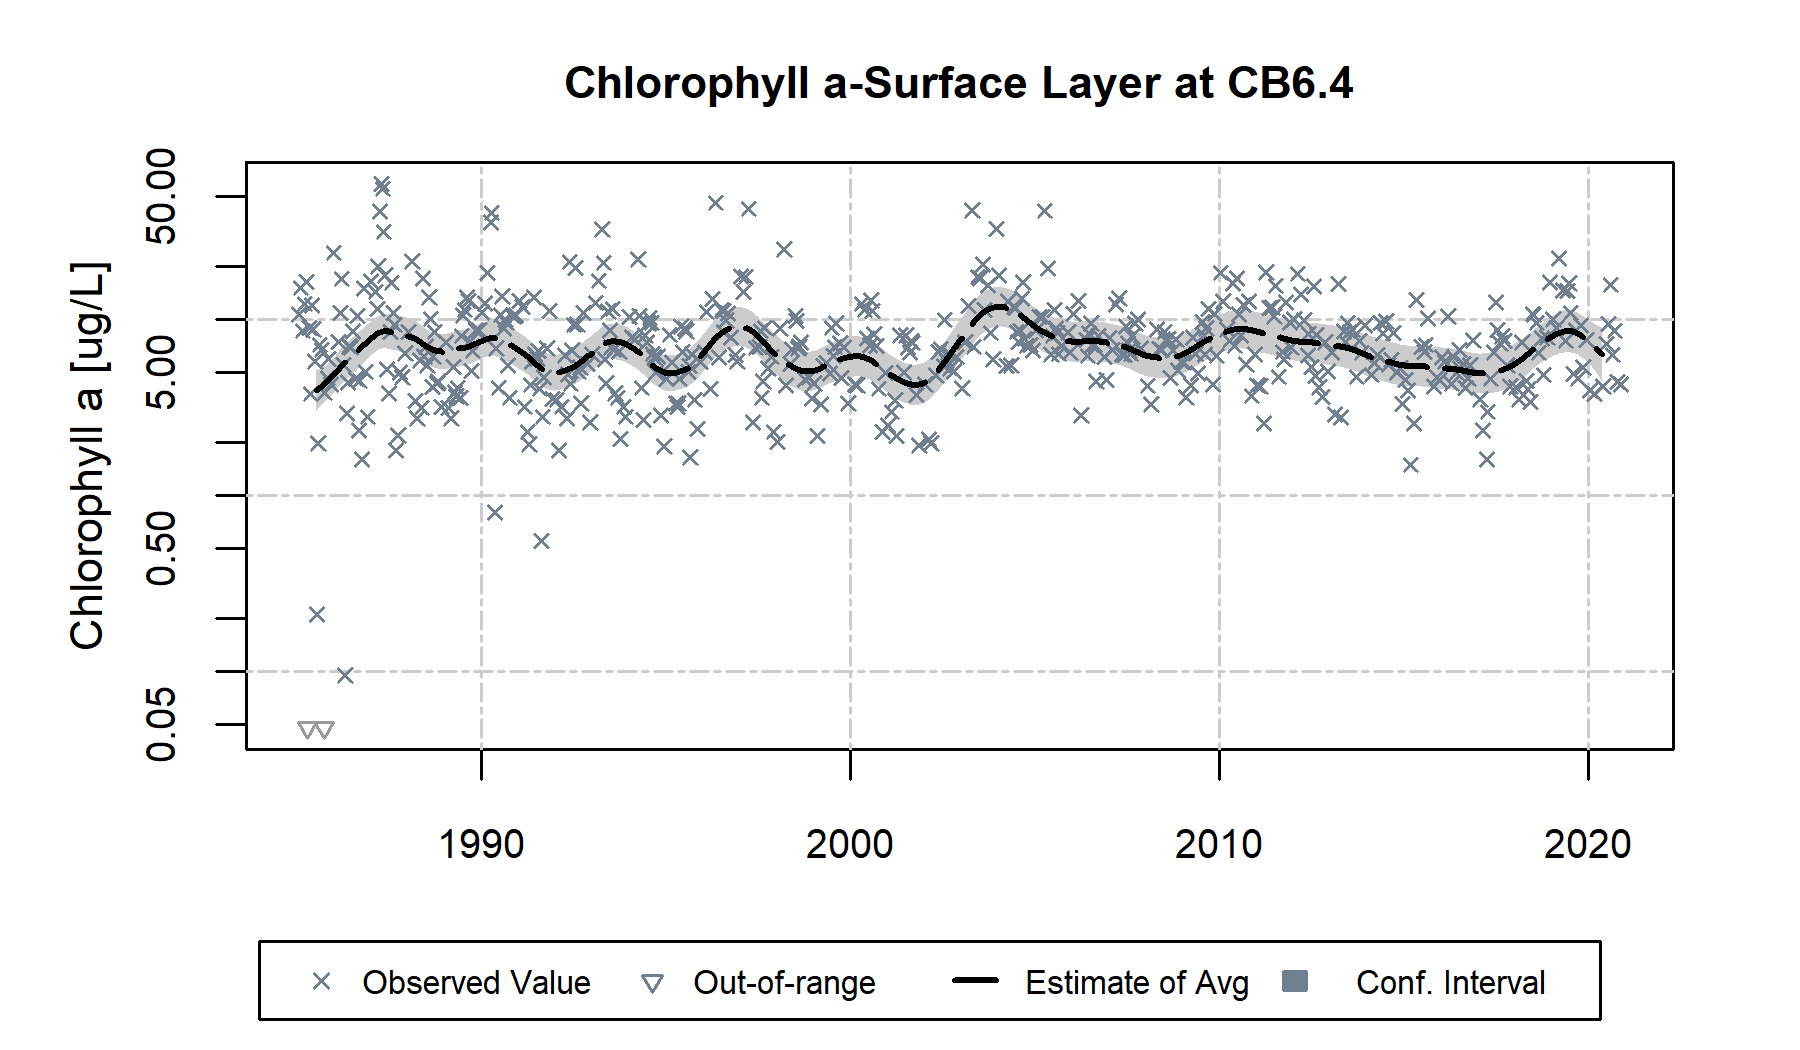 Chlorophyll a-Surface Layer at CB6.4
Chlorophyll a [ug/L]
50.00
5.00
0.50
0.05
1990 2000 2010 2020
Observed Value Out-of-range Estimate of Avg Conf. Interval